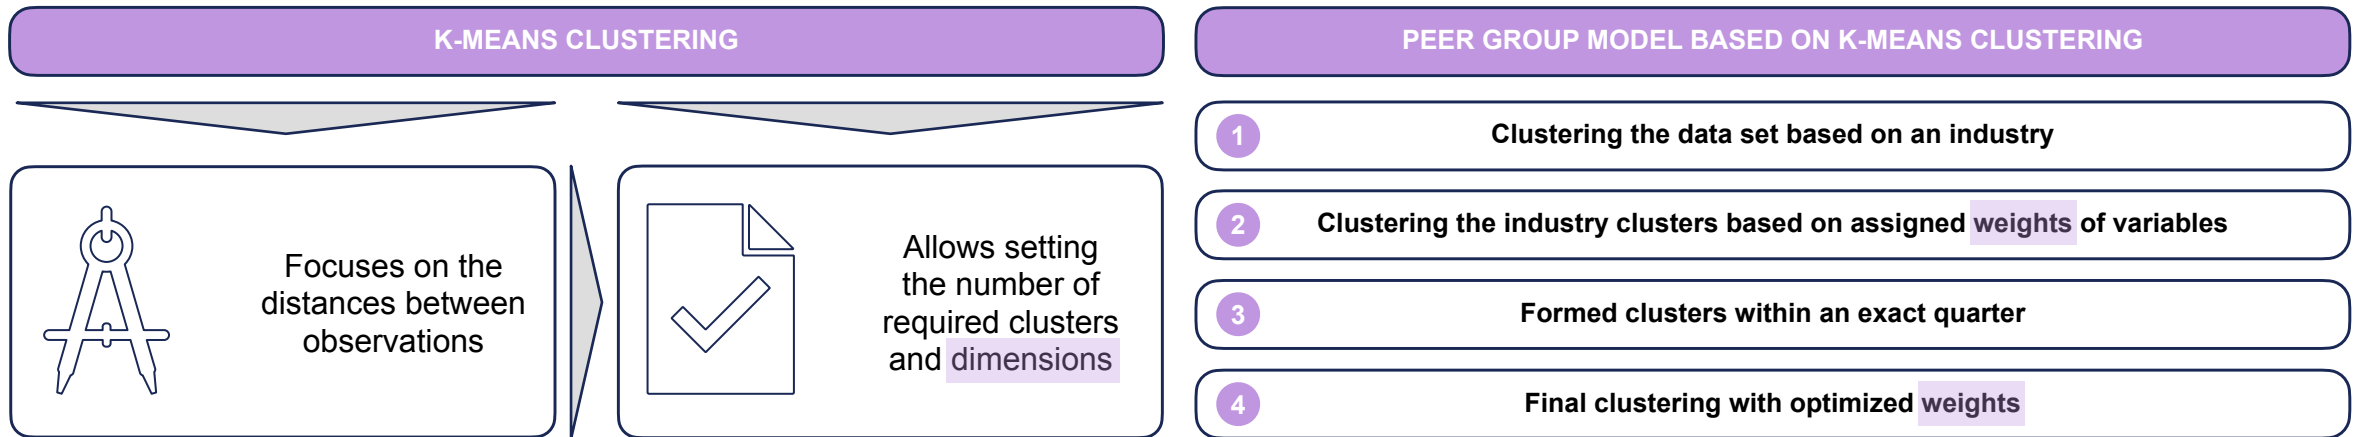 K-MEANS CLUSTERING
Focuses on the
distances between
observations
Allows setting
the number of
required clusters
and dimensions
PEER GROUP MODEL BASED ON K-MEANS CLUSTERING
1
Clustering the data set based on an industry
2
Clustering the industry clusters based on assigned weights of variables
3
Formed clusters within an exact quarter
4
Final clustering with optimized weights